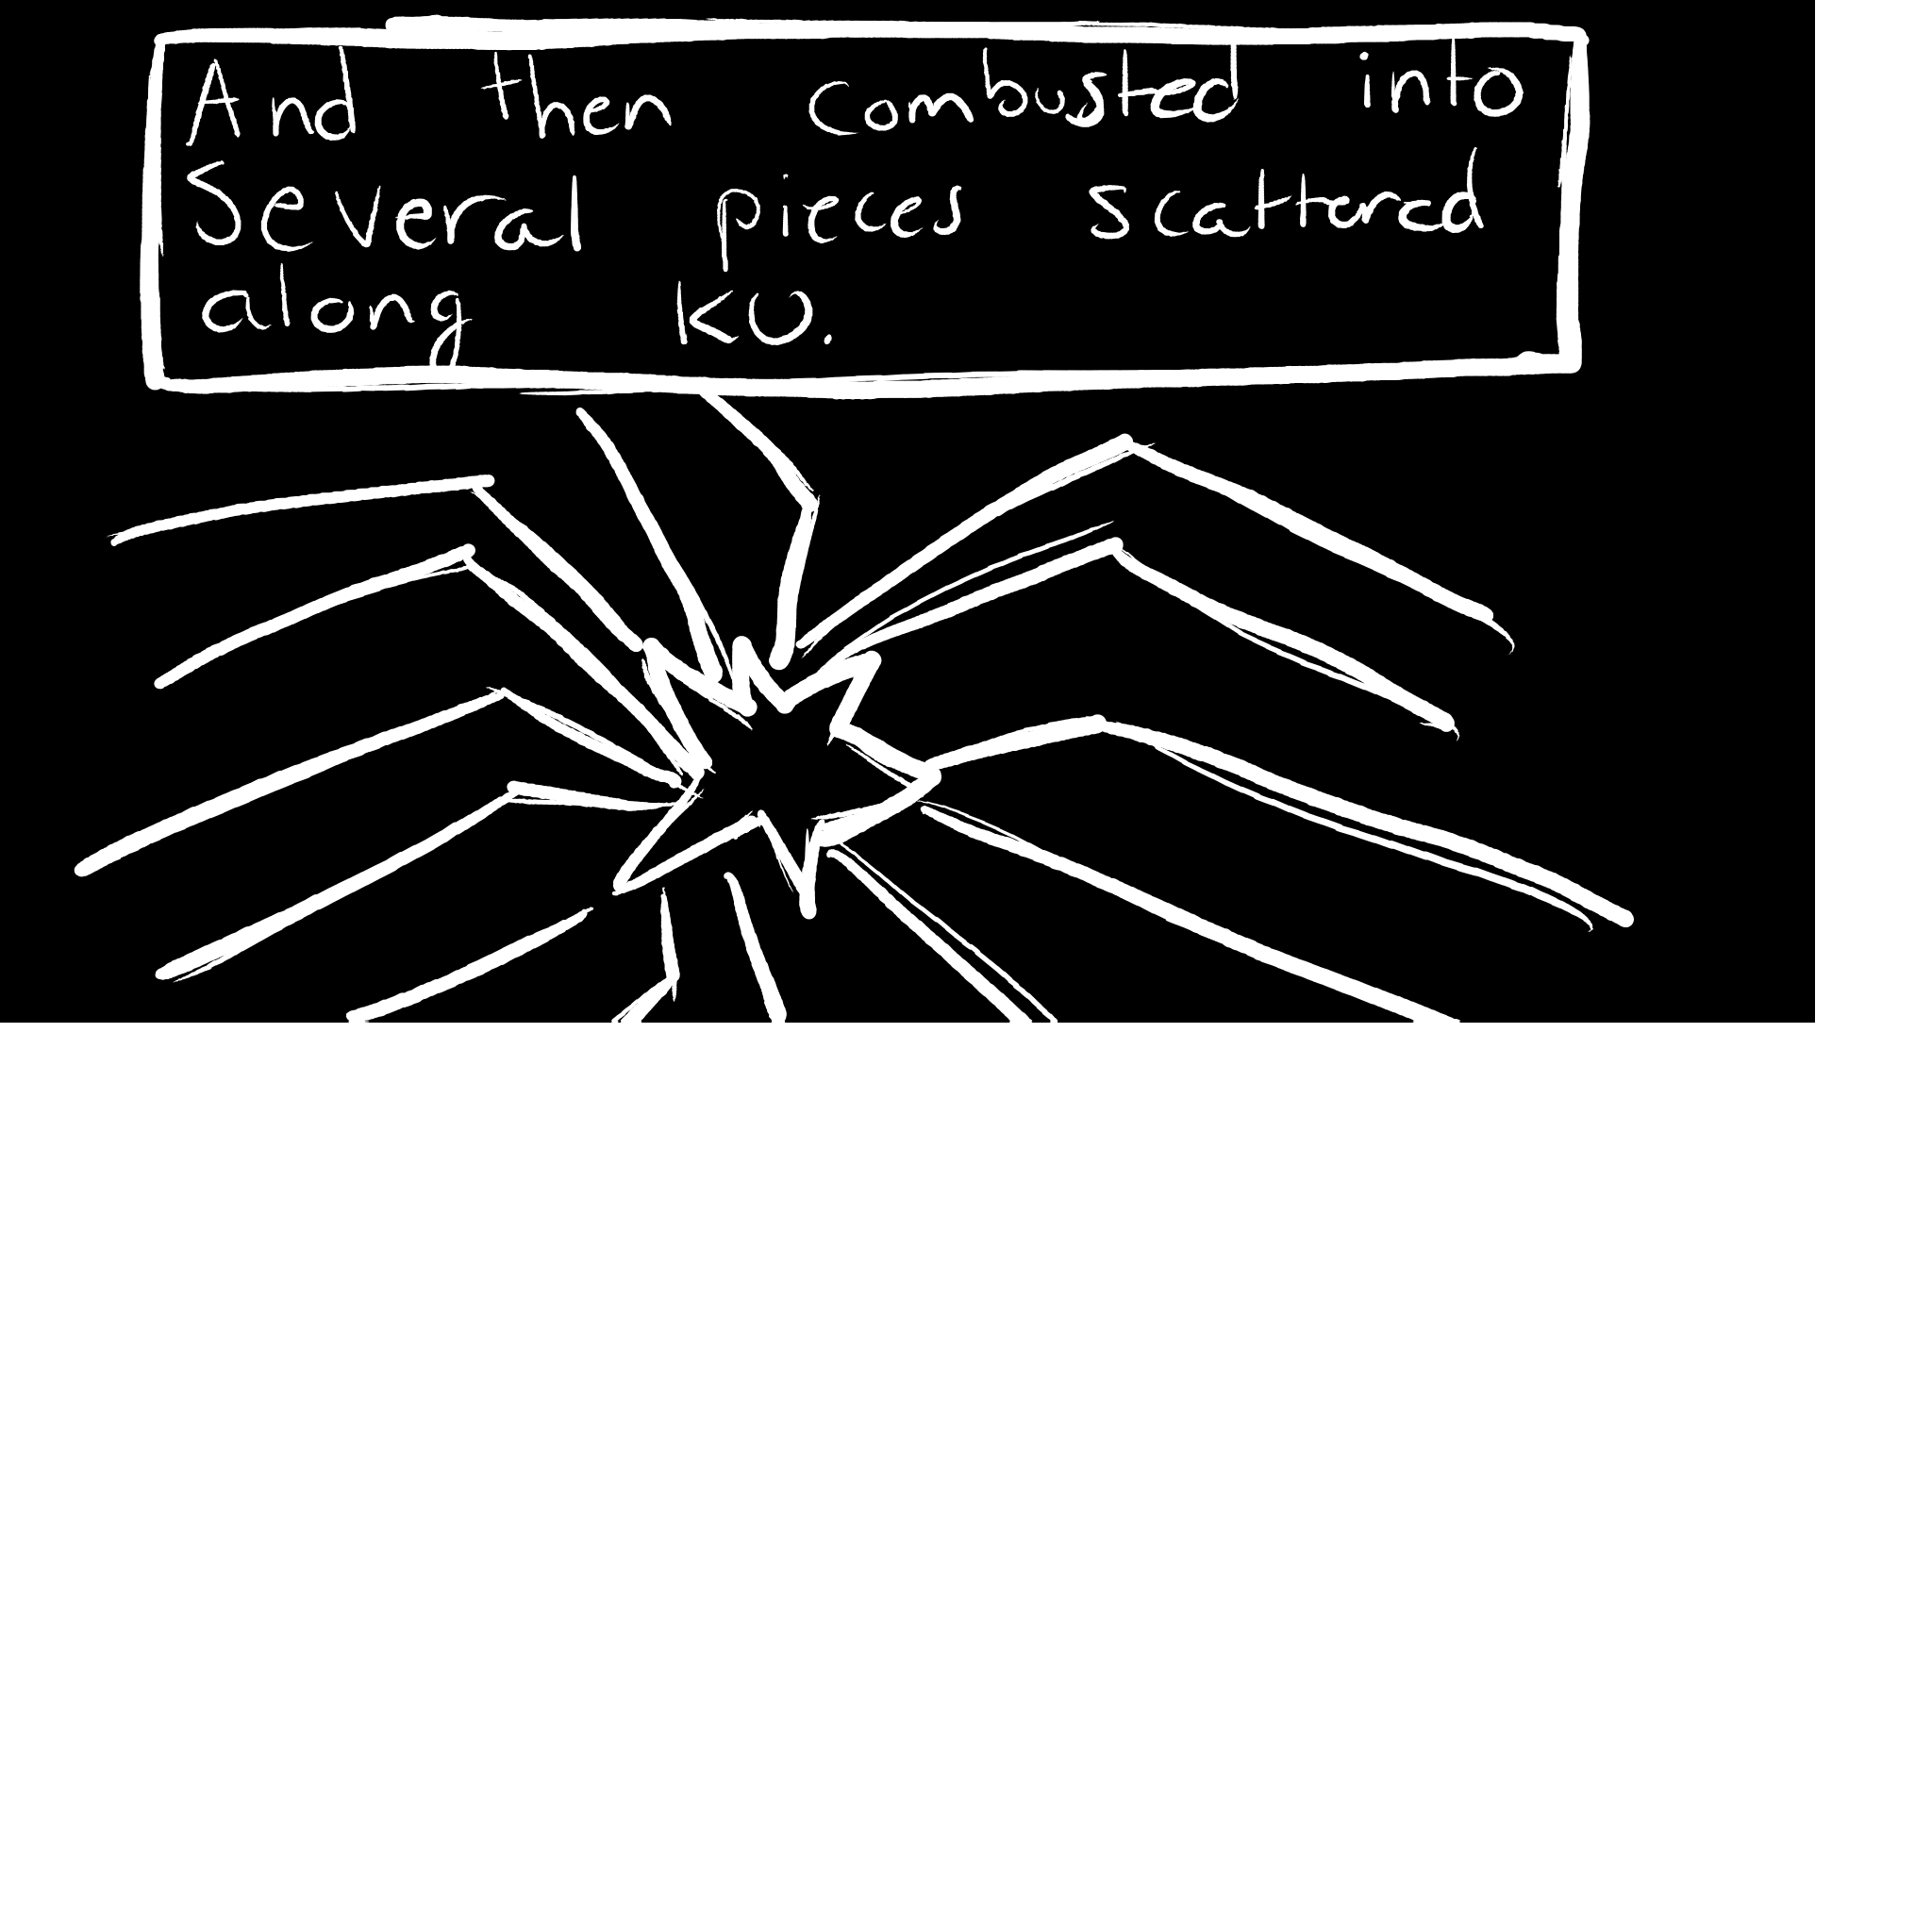 And then combusted into
Several pieces scattered
along KU.